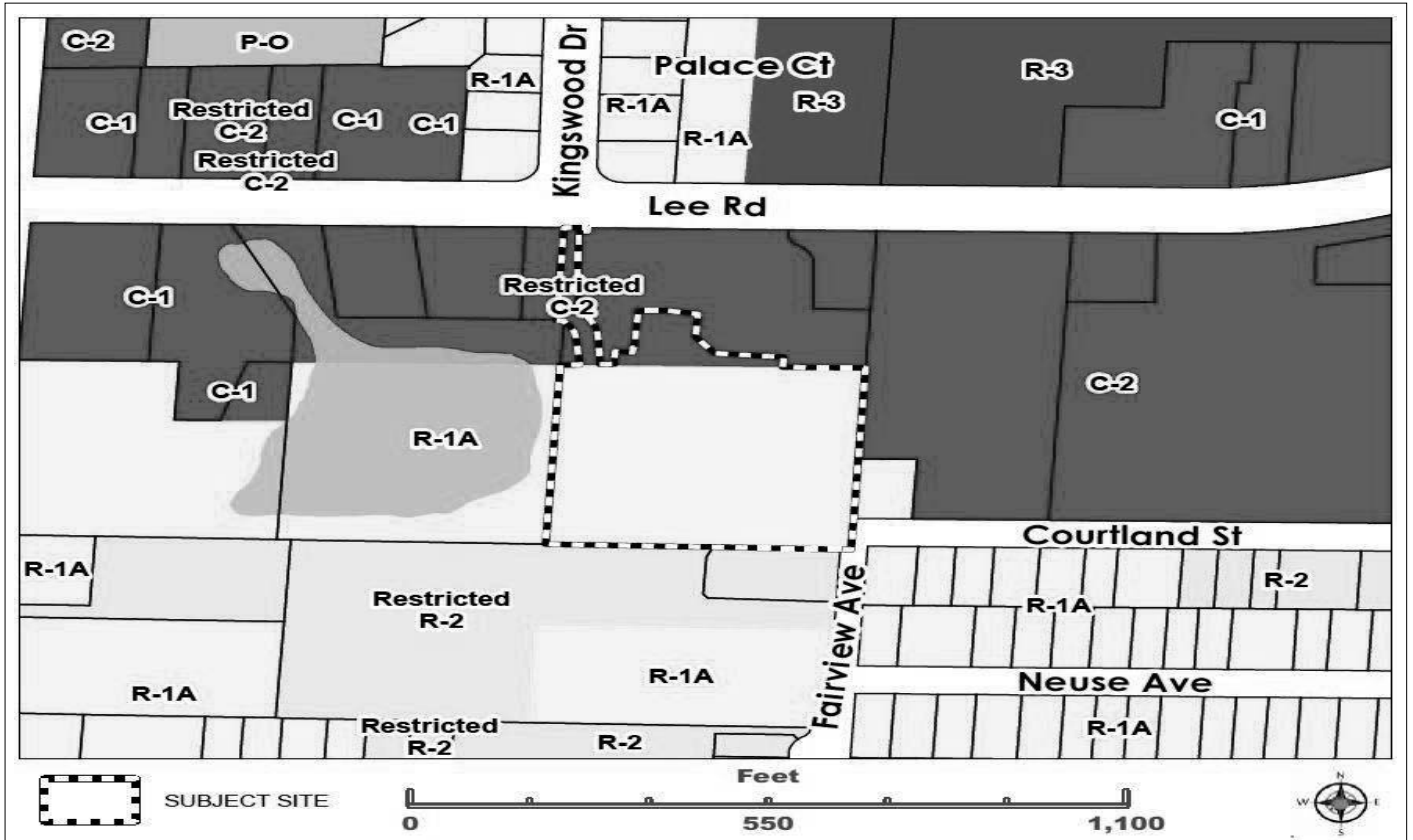 C-2
P-O
Kingswood Dr
R-1A
Palace Ct
R-3
R-3
C-1
Restricted
C-2
C-1
C-1
R-1A
R-1A
C-1
Restricted
C-2
Lee Rd
C-1
Restricted
C-2
C-1
C-2
R-1A
Courtland St
R-1A
Restricted
R-2
Fairview Ave
R-2
R-1A
R-1A
R-1A
Neuse Ave
Restricted
R-2
R-2
R-1A
SUBJECT SITE
Feet
0
550
1,100
N
W
E
S